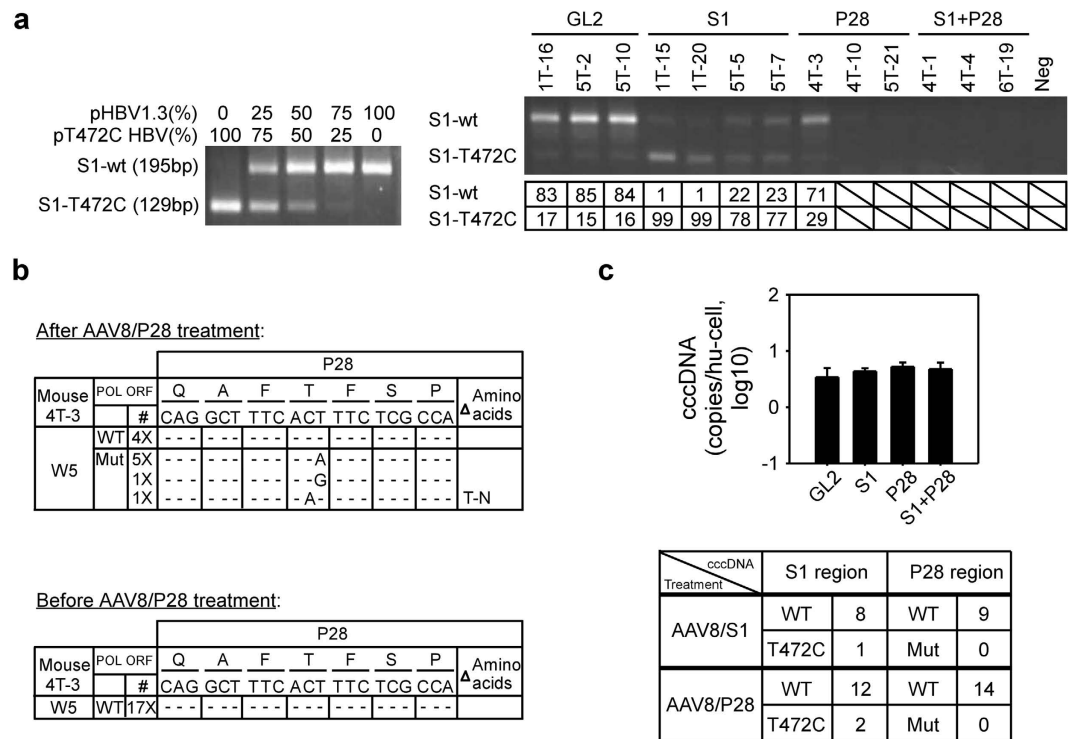 a
GL2 S1 P28 S1+P28
1T-16 5T-2 5T-10 1T-15 1T-20 5T-5 5T-7 4T-3 4T-10 5T-21 4T-1 4T-4 6T-19 Neg
pHBV1.3(%) 0 25 50 75 100
pT472C HBV(%) 100 75 50 25 0
S1-wt (195bp)
S1-T472C (129bp)
S1-wt
S1-T472C
S1-wt 83 85 84 1 1 22 23 71
S1-T472C 17 15 16 99 99 78 77 29
b
After AAV8/P28 treatment:
P28
Mouse 4T-3 POL ORF # Q A F T F S P Δ Amino acids
CAG GCT TTC ACT TTC TCG CCA
W5 WT 4X - - - - - - - - - - - - - - - - - - - - -
Mut 5X - - - - - - - - - - - A - - - - - - - - -
1X - - - - - - - - - - - G - - - - - - - - -
1X - - - - - - - - - - A - - - - - - - - - - T-N
Before AAV8/P28 treatment:
P28
Mouse 4T-3 POL ORF # Q A F T F S P Δ Amino acids
CAG GCT TTC ACT TTC TCG CCA
W5 WT 17X - - - - - - - - - - - - - - - - - - - - -
c
cccDNA
(copies/hu-cell,
log10)
2
1
0
-1
GL2 S1 P28 S1+P28
cccDNA
Treatment
S1 region P28 region
AAV8/S1 WT 8 WT 9
T472C 1 Mut 0
AAV8/P28 WT 12 WT 14
T472C 2 Mut 0